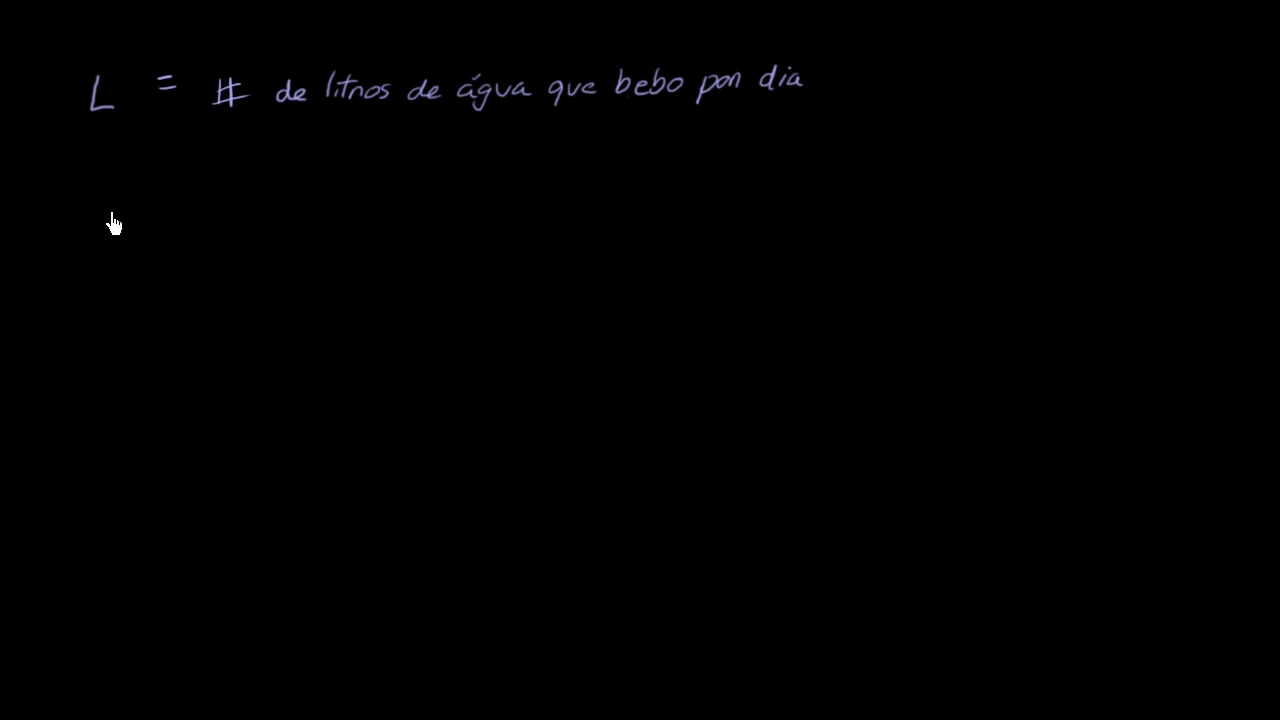 L = # de litros de água que bebo por dia